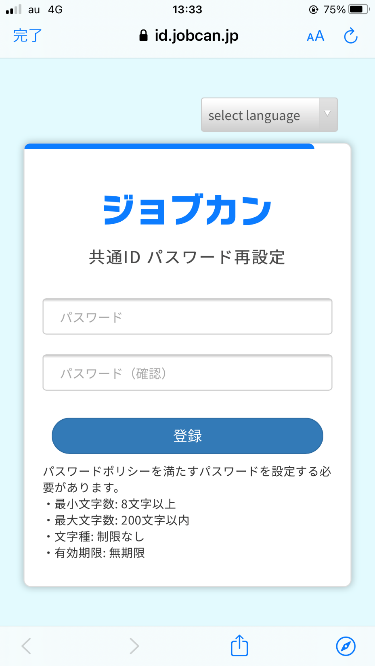 au 4G 13:33 75%
完了 id.jobcan.jp AA
select language
ジョブカン
共通ID パスワード再設定
パスワード
パスワード（確認）
登録
パスワードポリシーを満たすパスワードを設定する必
要があります。
・最小文字数: 8文字以上
・最大文字数: 200文字以内
・文字種: 制限なし
・有効期限: 無期限